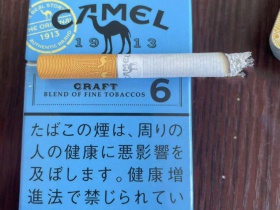 CAMEL
1913
CRAFT
BLEND OF FINE TOBACCOS
6
1913
たばこの煙は、周りの
人の健康に悪影響を
及ぼします。健康増
進法で禁じられてい